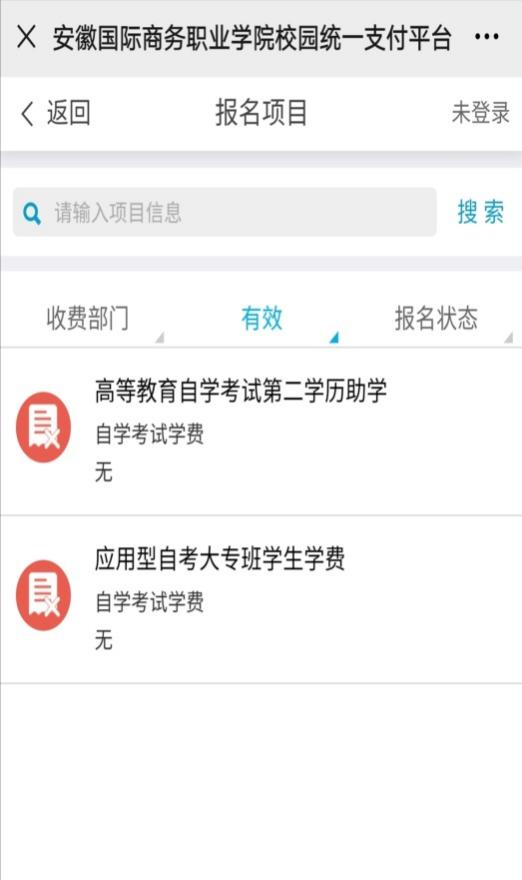 安徽国际商务职业学院校园统一支付平台
返回 报名项目 未登录
请输入项目信息 搜索
收费部门 有效 报名状态
高等教育自学考试第二学历助学
自学考试学费
无
应用型自考大专班学生学费
自学考试学费
无